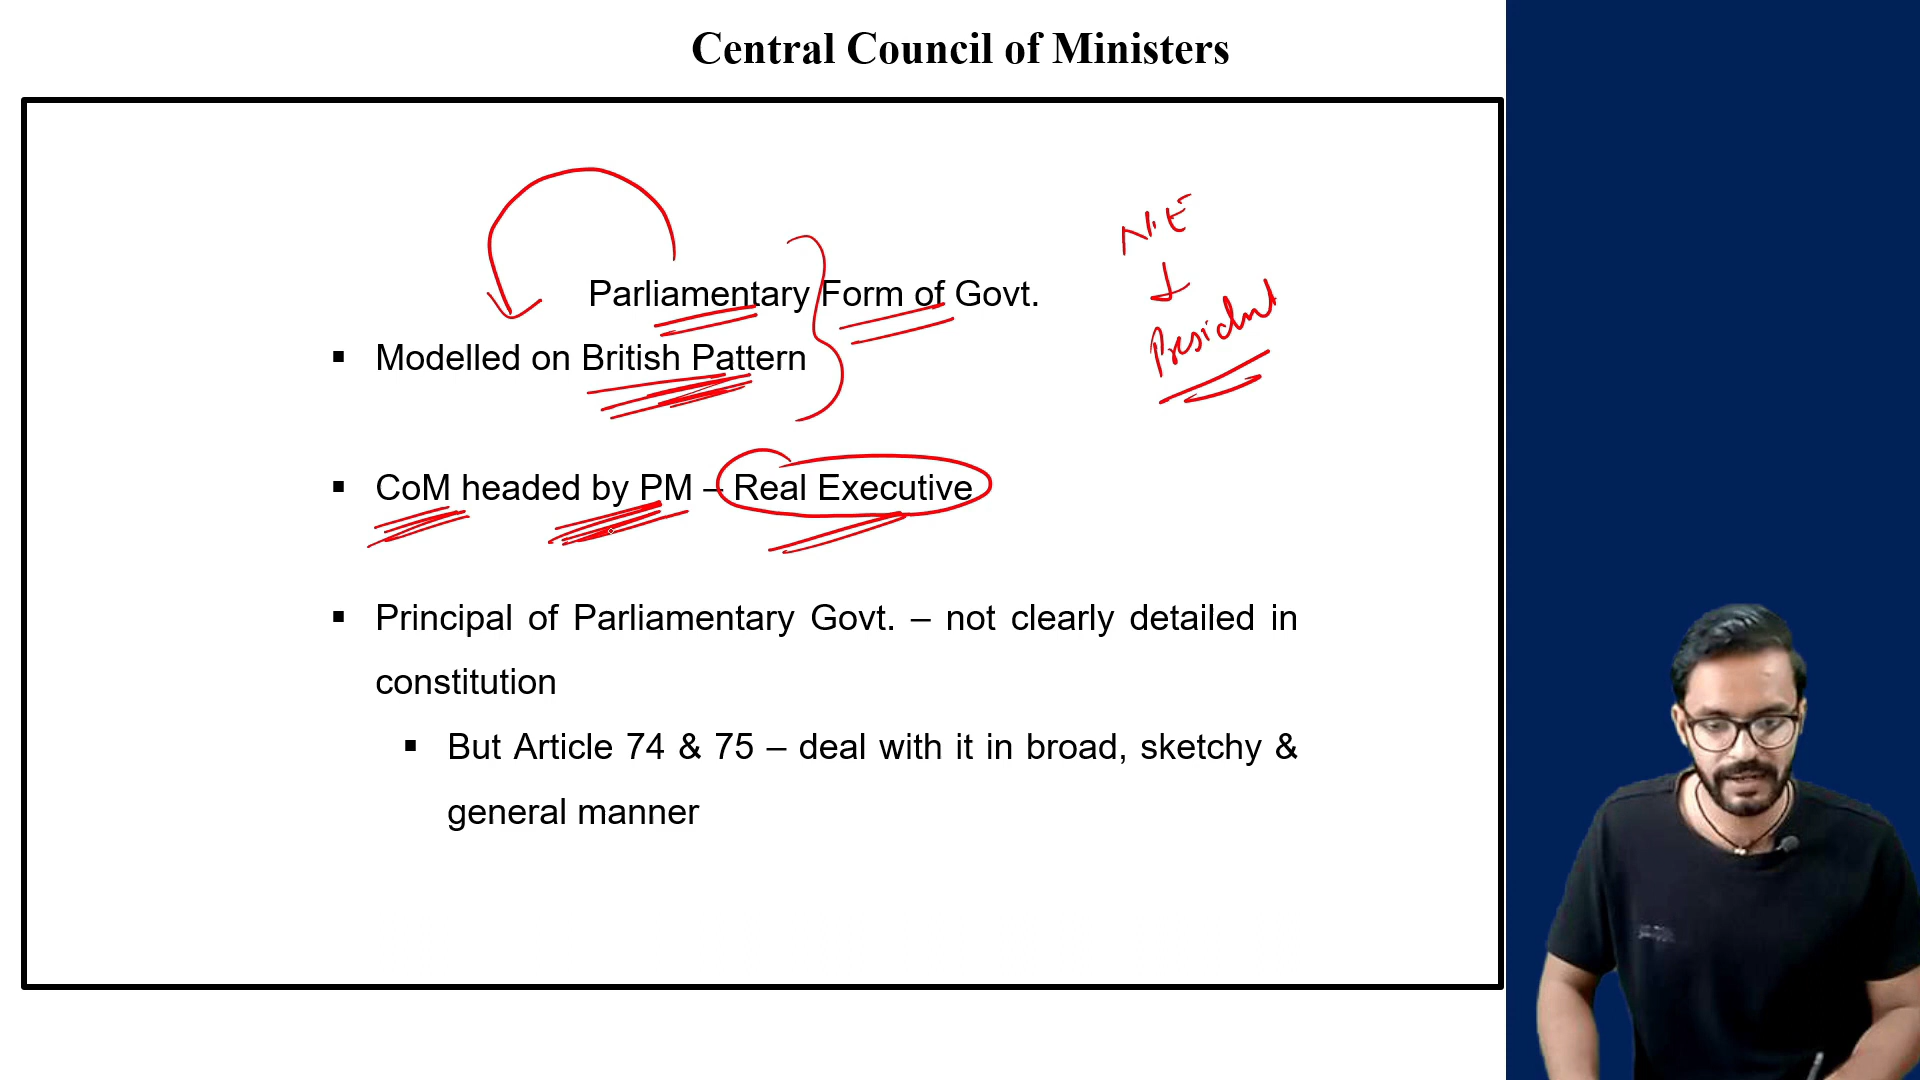 Central Council of Ministers
Parliamentary Form of Govt.
▪ Modelled on British Pattern
N.E
President
▪ CoM headed by PM – Real Executive
▪ Principal of Parliamentary Govt. – not clearly detailed in
constitution
▪ But Article 74 & 75 – deal with it in broad, sketchy &
general manner